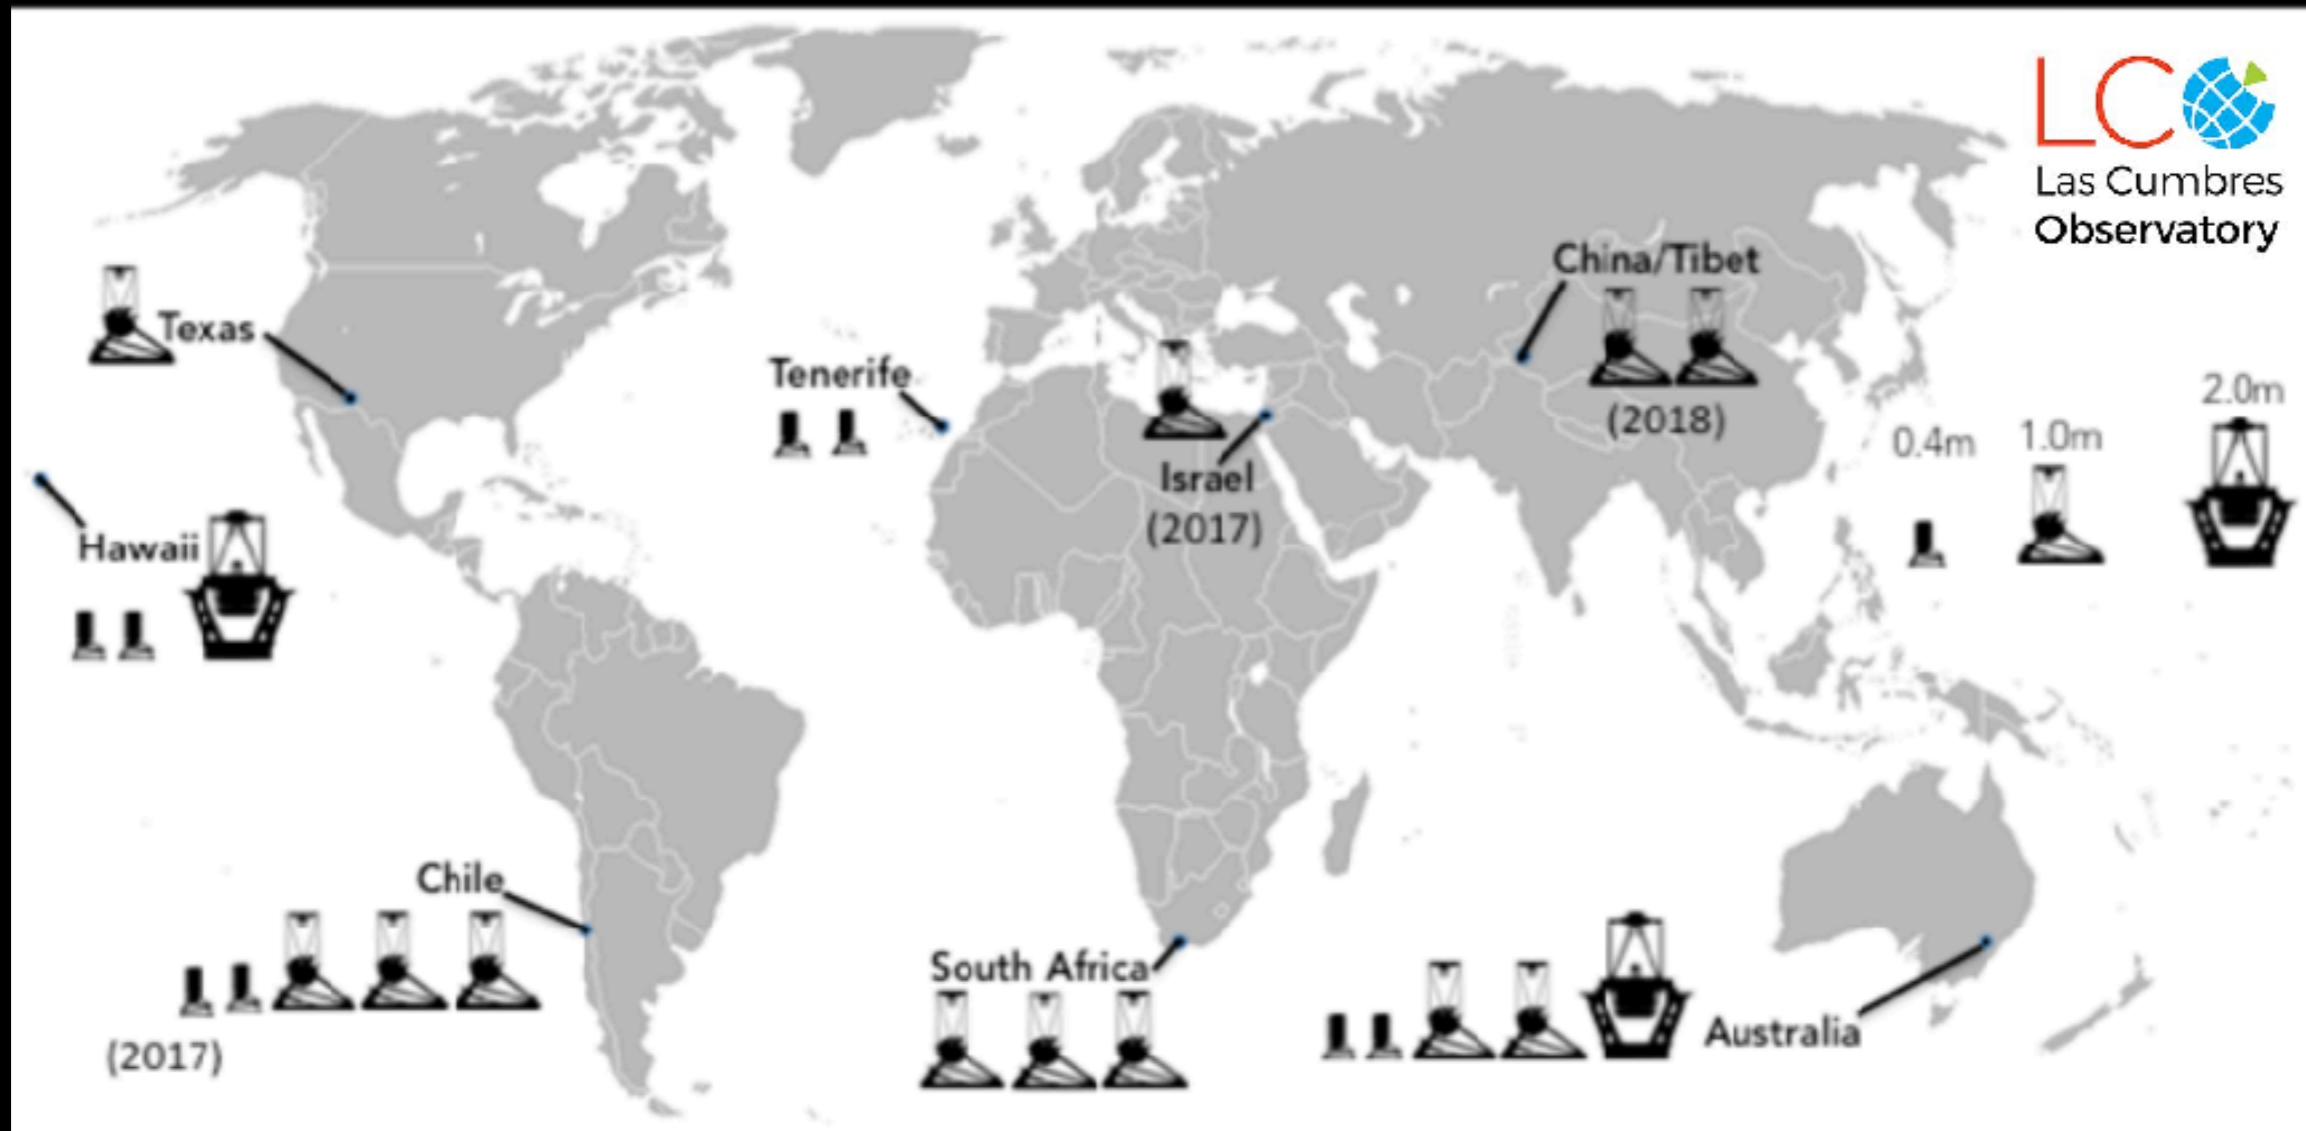 LCO
Las Cumbres
Observatory
China/Tibet
(2018)
Texas
Tenerife
Israel
(2017)
2.0m
0.4m
1.0m
Hawaii
Chile
(2017)
South Africa
Australia